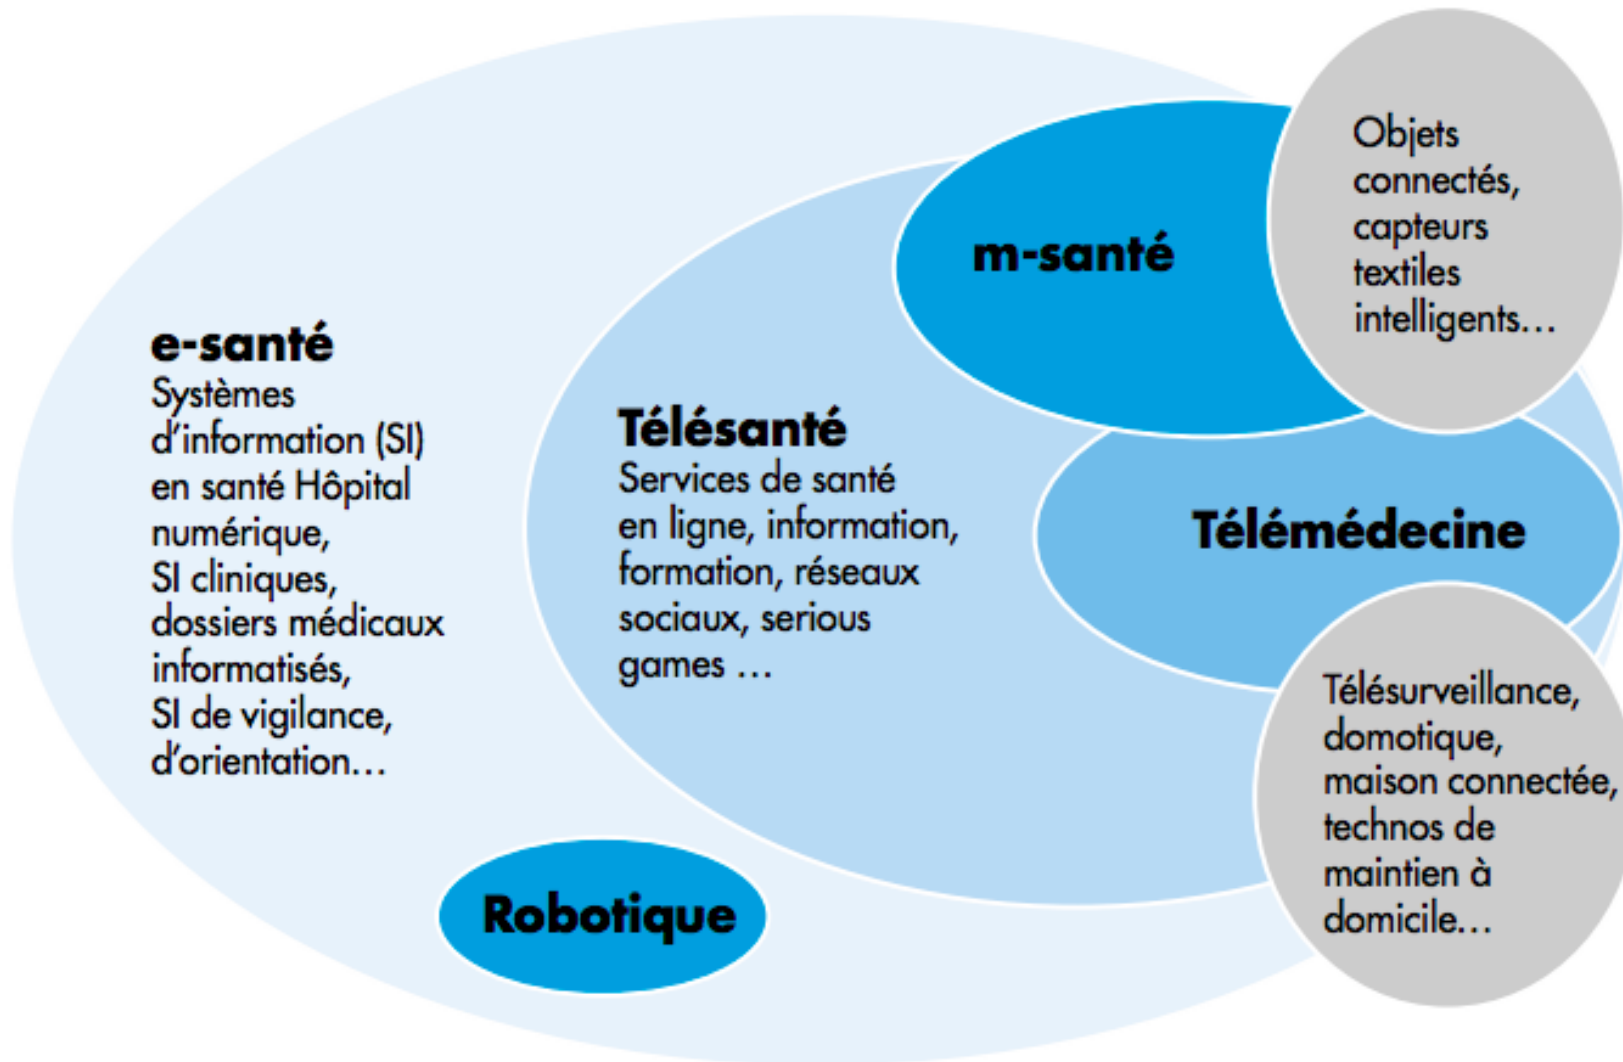 e-santé
Systèmes
d'information (SI)
en santé Hôpital
numérique,
SI cliniques,
dossiers médicaux
informatisés,
SI de vigilance,
d'orientation…
Télésanté
Services de santé
en ligne, information,
formation, réseaux
sociaux, serious
games …
m-santé
Objets
connectés,
capteurs
textiles
intelligents…
Télémédecine
Télésurveillance,
domotique,
maison connectée,
technos de
maintien à
domicile…
Robotique